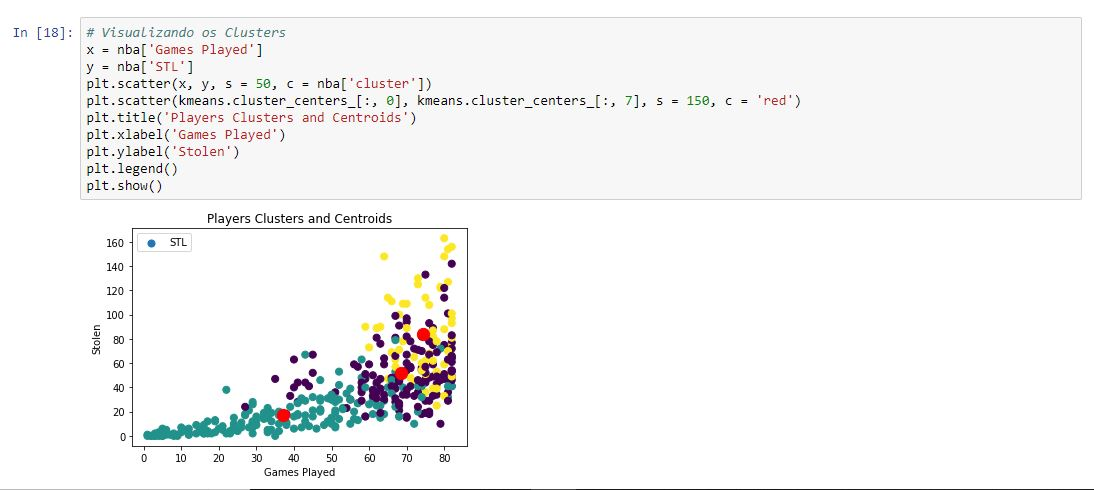 In [18]: # Visualizando os Clusters
x = nba['Games Played']
y = nba['STL']
plt.scatter(x, y, s = 50, c = nba['cluster'])
plt.scatter(kmeans.cluster_centers_[:, 0], kmeans.cluster_centers_[:, 7], s = 150, c = 'red')
plt.title('Players Clusters and Centroids')
plt.xlabel('Games Played')
plt.ylabel('Stolen')
plt.legend()
plt.show()
Players Clusters and Centroids
STL
160
140
120
100
80
60
40
20
0
Stolen
0 10 20 30 40 50 60 70 80
Games Played